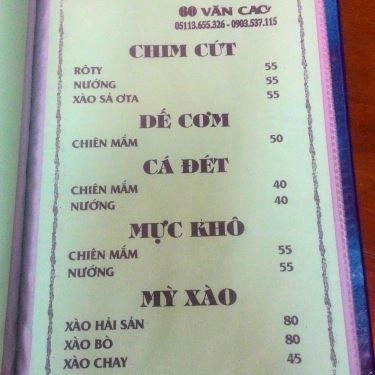 60 VĂN CAO
05113.655.326 - 0903.537.115
CHIM CÚT
RÔTY 55
NƯỚNG 55
XÀO SẢ ƠTA 55
DẾ CƠM
CHIÊN MẮM 50
CÁ ĐÉT
CHIÊN MẮM 40
NƯỚNG 40
MỰC KHÔ
CHIÊN MẮM 55
NƯỚNG 55
MỲ XÀO
XÀO HẢI SẢN 80
XÀO BÒ 80
XÀO CHAY 45